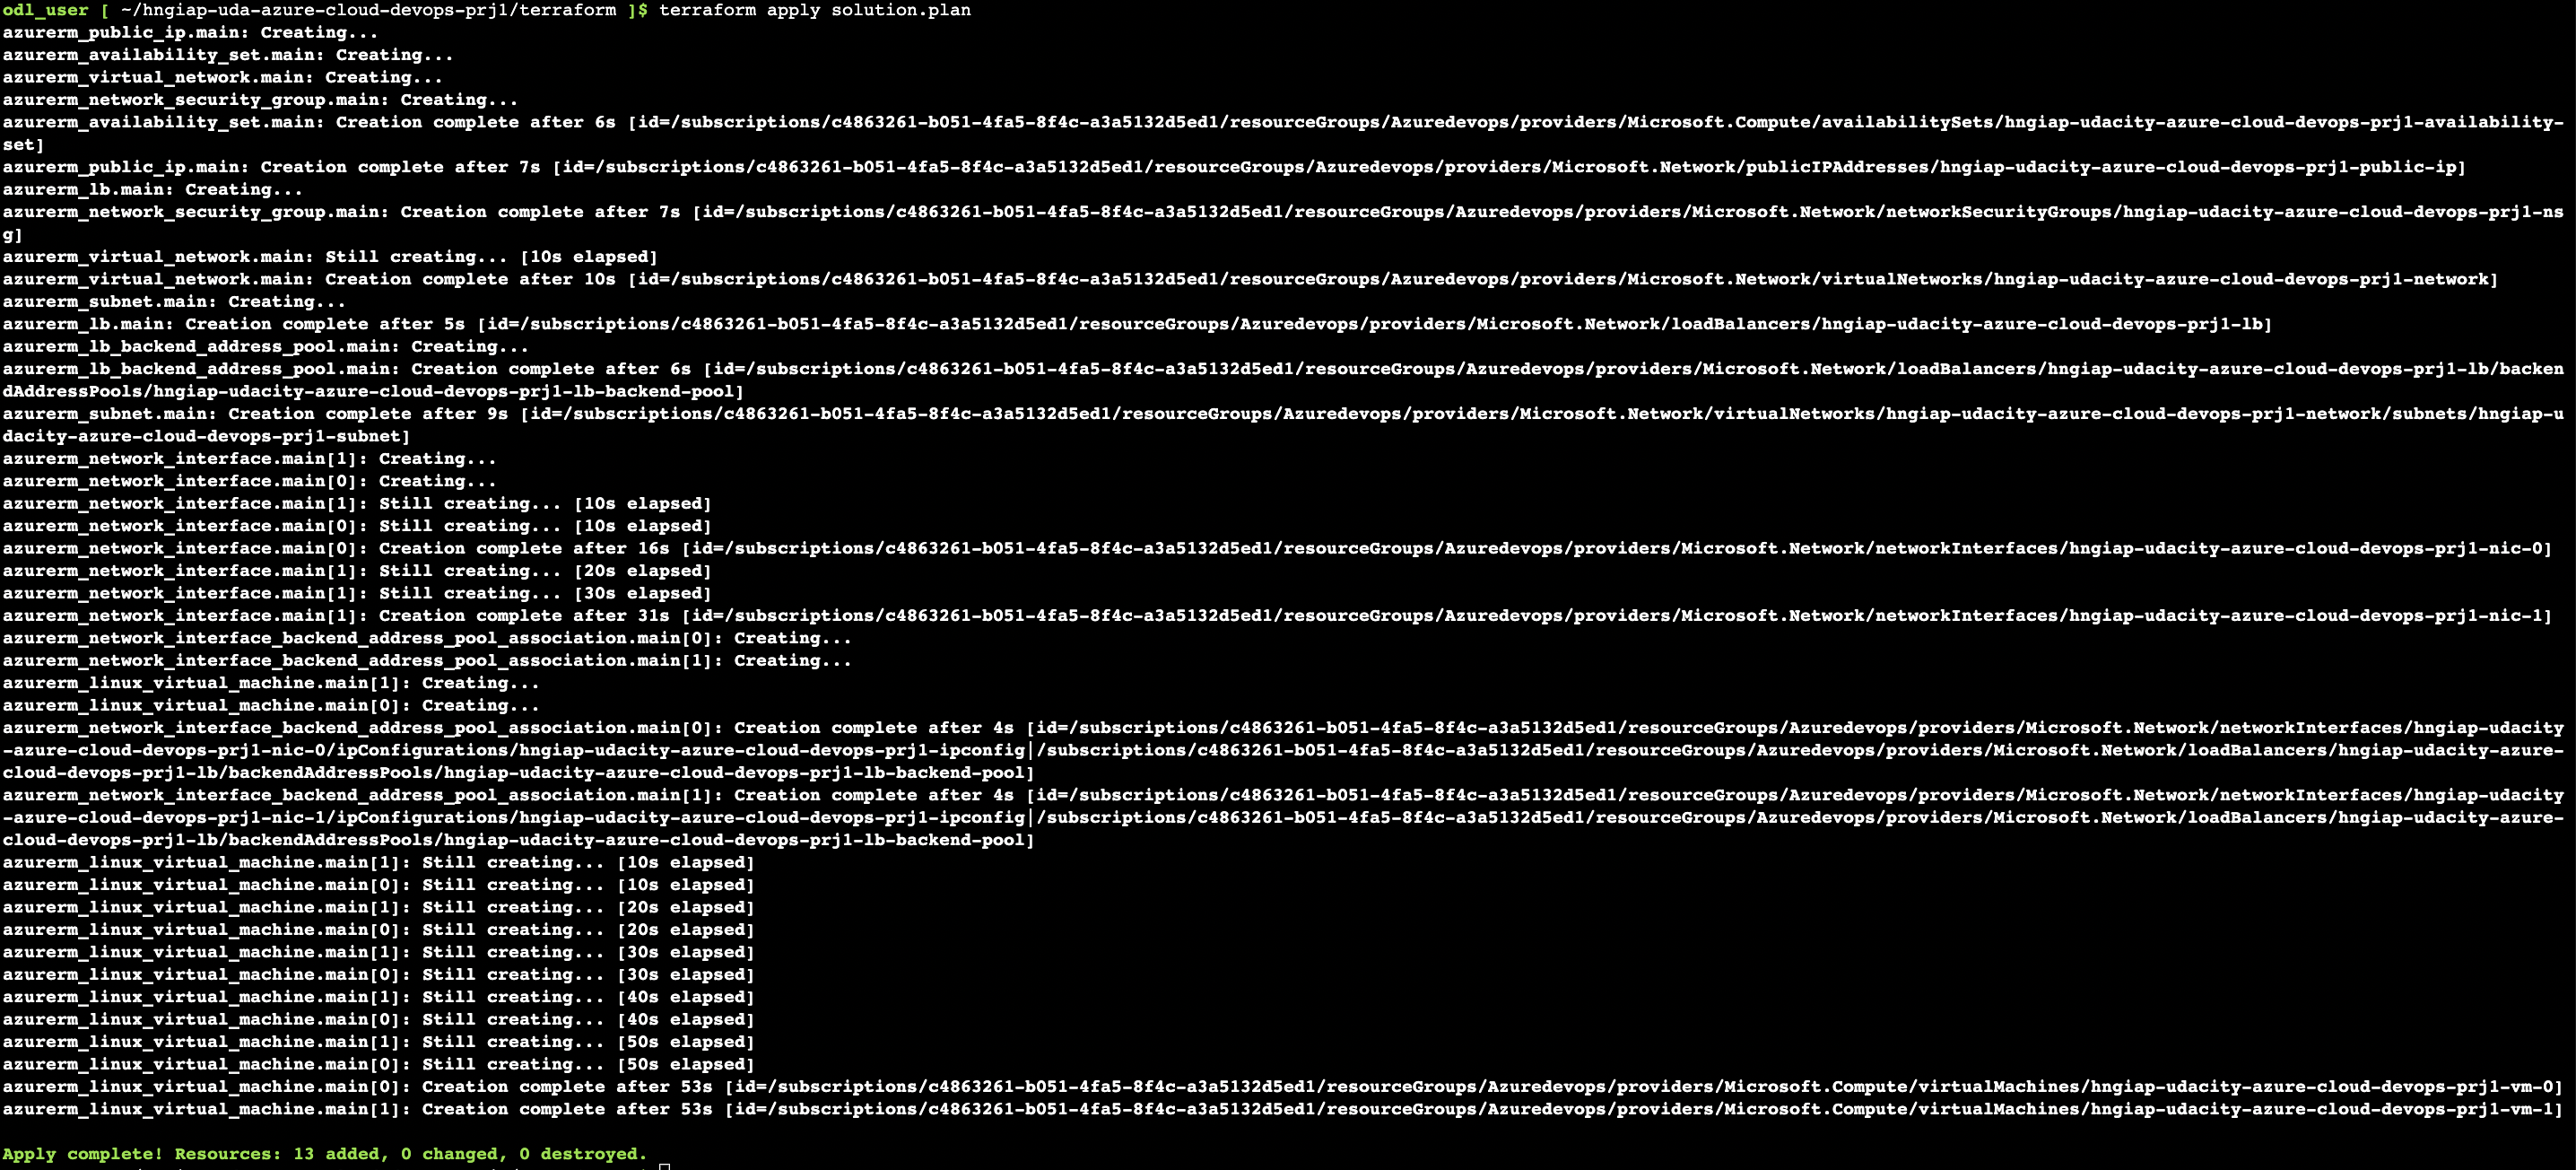 odl_user [ ~/hngiap-uda-azure-cloud-devops-prj1/terraform ]$ terraform apply solution.plan
azurerm_public_ip.main: Creating...
azurerm_availability_set.main: Creating...
azurerm_virtual_network.main: Creating...
azurerm_network_security_group.main: Creating...
azurerm_availability_set.main: Creation complete after 6s [id=/subscriptions/c4863261-b051-4fa5-8f4c-a3a5132d5ed1/resourceGroups/Azuredevops/providers/Microsoft.Compute/availabilitySets/hngiap-udacity-azure-cloud-devops-prj1-availability-
set]
azurerm_public_ip.main: Creation complete after 7s [id=/subscriptions/c4863261-b051-4fa5-8f4c-a3a5132d5ed1/resourceGroups/Azuredevops/providers/Microsoft.Network/publicIPAddresses/hngiap-udacity-azure-cloud-devops-prj1-public-ip]
azurerm_lb.main: Creating...
azurerm_network_security_group.main: Creation complete after 7s [id=/subscriptions/c4863261-b051-4fa5-8f4c-a3a5132d5ed1/resourceGroups/Azuredevops/providers/Microsoft.Network/networkSecurityGroups/hngiap-udacity-azure-cloud-devops-prj1-ns
g]
azurerm_virtual_network.main: Still creating... [10s elapsed]
azurerm_virtual_network.main: Creation complete after 10s [id=/subscriptions/c4863261-b051-4fa5-8f4c-a3a5132d5ed1/resourceGroups/Azuredevops/providers/Microsoft.Network/virtualNetworks/hngiap-udacity-azure-cloud-devops-prj1-network]
azurerm_subnet.main: Creating...
azurerm_lb.main: Creation complete after 5s [id=/subscriptions/c4863261-b051-4fa5-8f4c-a3a5132d5ed1/resourceGroups/Azuredevops/providers/Microsoft.Network/loadBalancers/hngiap-udacity-azure-cloud-devops-prj1-lb]
azurerm_lb_backend_address_pool.main: Creating...
azurerm_lb_backend_address_pool.main: Creation complete after 6s [id=/subscriptions/c4863261-b051-4fa5-8f4c-a3a5132d5ed1/resourceGroups/Azuredevops/providers/Microsoft.Network/loadBalancers/hngiap-udacity-azure-cloud-devops-prj1-lb/backen
dAddressPools/hngiap-udacity-azure-cloud-devops-prj1-lb-backend-pool]
azurerm_subnet.main: Creation complete after 9s [id=/subscriptions/c4863261-b051-4fa5-8f4c-a3a5132d5ed1/resourceGroups/Azuredevops/providers/Microsoft.Network/virtualNetworks/hngiap-udacity-azure-cloud-devops-prj1-network/subnets/hngiap-u
dacity-azure-cloud-devops-prj1-subnet]
azurerm_network_interface.main[1]: Creating...
azurerm_network_interface.main[0]: Creating...
azurerm_network_interface.main[1]: Still creating... [10s elapsed]
azurerm_network_interface.main[0]: Still creating... [10s elapsed]
azurerm_network_interface.main[0]: Creation complete after 16s [id=/subscriptions/c4863261-b051-4fa5-8f4c-a3a5132d5ed1/resourceGroups/Azuredevops/providers/Microsoft.Network/networkInterfaces/hngiap-udacity-azure-cloud-devops-prj1-nic-0]
azurerm_network_interface.main[1]: Still creating... [20s elapsed]
azurerm_network_interface.main[1]: Still creating... [30s elapsed]
azurerm_network_interface.main[1]: Creation complete after 31s [id=/subscriptions/c4863261-b051-4fa5-8f4c-a3a5132d5ed1/resourceGroups/Azuredevops/providers/Microsoft.Network/networkInterfaces/hngiap-udacity-azure-cloud-devops-prj1-nic-1]
azurerm_network_interface_backend_address_pool_association.main[0]: Creating...
azurerm_network_interface_backend_address_pool_association.main[1]: Creating...
azurerm_linux_virtual_machine.main[1]: Creating...
azurerm_linux_virtual_machine.main[0]: Creating...
azurerm_network_interface_backend_address_pool_association.main[0]: Creation complete after 4s [id=/subscriptions/c4863261-b051-4fa5-8f4c-a3a5132d5ed1/resourceGroups/Azuredevops/providers/Microsoft.Network/networkInterfaces/hngiap-udacity
-azure-cloud-devops-prj1-nic-0/ipConfigurations/hngiap-udacity-azure-cloud-devops-prj1-ipconfig|/subscriptions/c4863261-b051-4fa5-8f4c-a3a5132d5ed1/resourceGroups/Azuredevops/providers/Microsoft.Network/loadBalancers/hngiap-udacity-azure-
cloud-devops-prj1-lb/backendAddressPools/hngiap-udacity-azure-cloud-devops-prj1-lb-backend-pool]
azurerm_network_interface_backend_address_pool_association.main[1]: Creation complete after 4s [id=/subscriptions/c4863261-b051-4fa5-8f4c-a3a5132d5ed1/resourceGroups/Azuredevops/providers/Microsoft.Network/networkInterfaces/hngiap-udacity
-azure-cloud-devops-prj1-nic-1/ipConfigurations/hngiap-udacity-azure-cloud-devops-prj1-ipconfig|/subscriptions/c4863261-b051-4fa5-8f4c-a3a5132d5ed1/resourceGroups/Azuredevops/providers/Microsoft.Network/loadBalancers/hngiap-udacity-azure-
cloud-devops-prj1-lb/backendAddressPools/hngiap-udacity-azure-cloud-devops-prj1-lb-backend-pool]
azurerm_linux_virtual_machine.main[1]: Still creating... [10s elapsed]
azurerm_linux_virtual_machine.main[0]: Still creating... [10s elapsed]
azurerm_linux_virtual_machine.main[1]: Still creating... [20s elapsed]
azurerm_linux_virtual_machine.main[0]: Still creating... [20s elapsed]
azurerm_linux_virtual_machine.main[1]: Still creating... [30s elapsed]
azurerm_linux_virtual_machine.main[0]: Still creating... [30s elapsed]
azurerm_linux_virtual_machine.main[1]: Still creating... [40s elapsed]
azurerm_linux_virtual_machine.main[0]: Still creating... [40s elapsed]
azurerm_linux_virtual_machine.main[1]: Still creating... [50s elapsed]
azurerm_linux_virtual_machine.main[0]: Still creating... [50s elapsed]
azurerm_linux_virtual_machine.main[0]: Creation complete after 53s [id=/subscriptions/c4863261-b051-4fa5-8f4c-a3a5132d5ed1/resourceGroups/Azuredevops/providers/Microsoft.Compute/virtualMachines/hngiap-udacity-azure-cloud-devops-prj1-vm-0]
azurerm_linux_virtual_machine.main[1]: Creation complete after 53s [id=/subscriptions/c4863261-b051-4fa5-8f4c-a3a5132d5ed1/resourceGroups/Azuredevops/providers/Microsoft.Compute/virtualMachines/hngiap-udacity-azure-cloud-devops-prj1-vm-1]
Apply complete! Resources: 13 added, 0 changed, 0 destroyed.